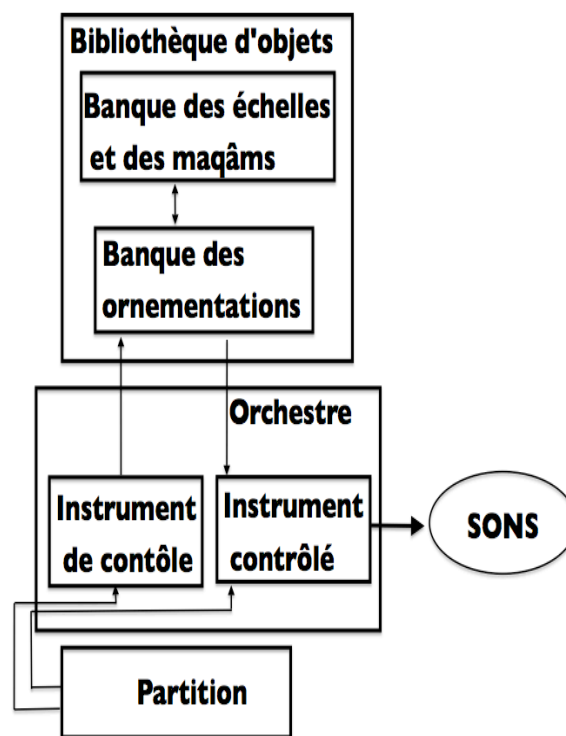 Bibliothèque d'objets
Banque des échelles
et des maqâms
Banque des
ornementations
Orchestre
Instrument
de contôle
Instrument
contrôlé
SONS
Partition